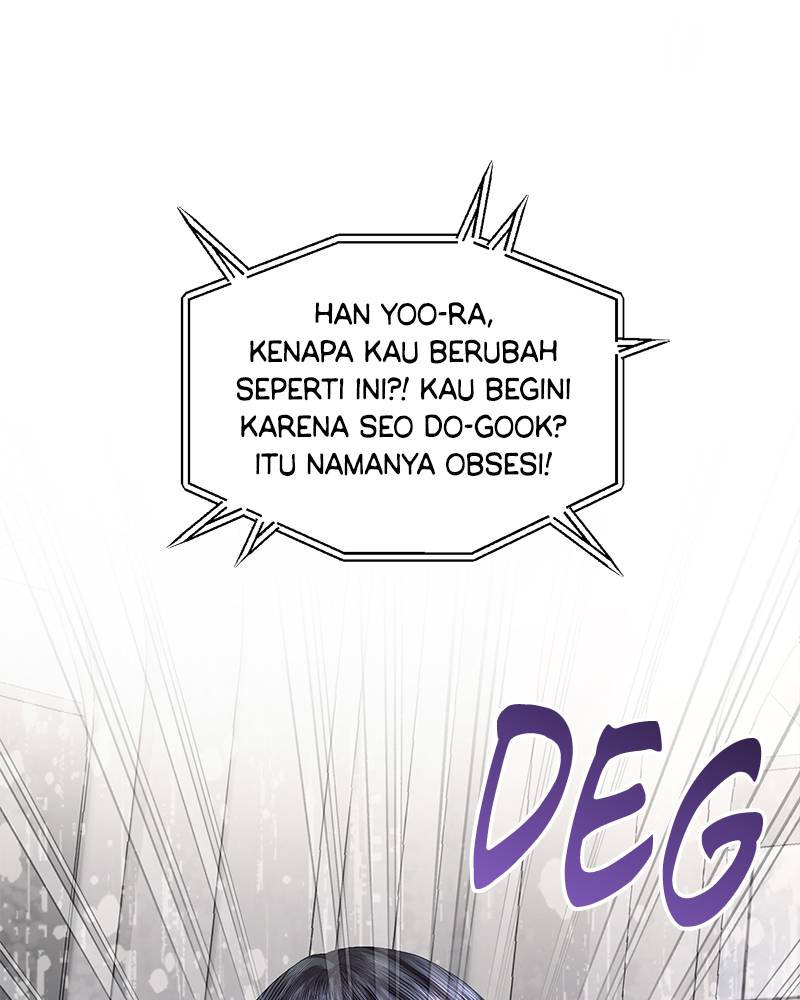 HAN YOO-RA,
KENAPA KAU BERUBAH
SEPERTI INI?! KAU BEGINI
KARENA SEO DO-GOOK?
ITU NAMANYA OBSESI!
DEG